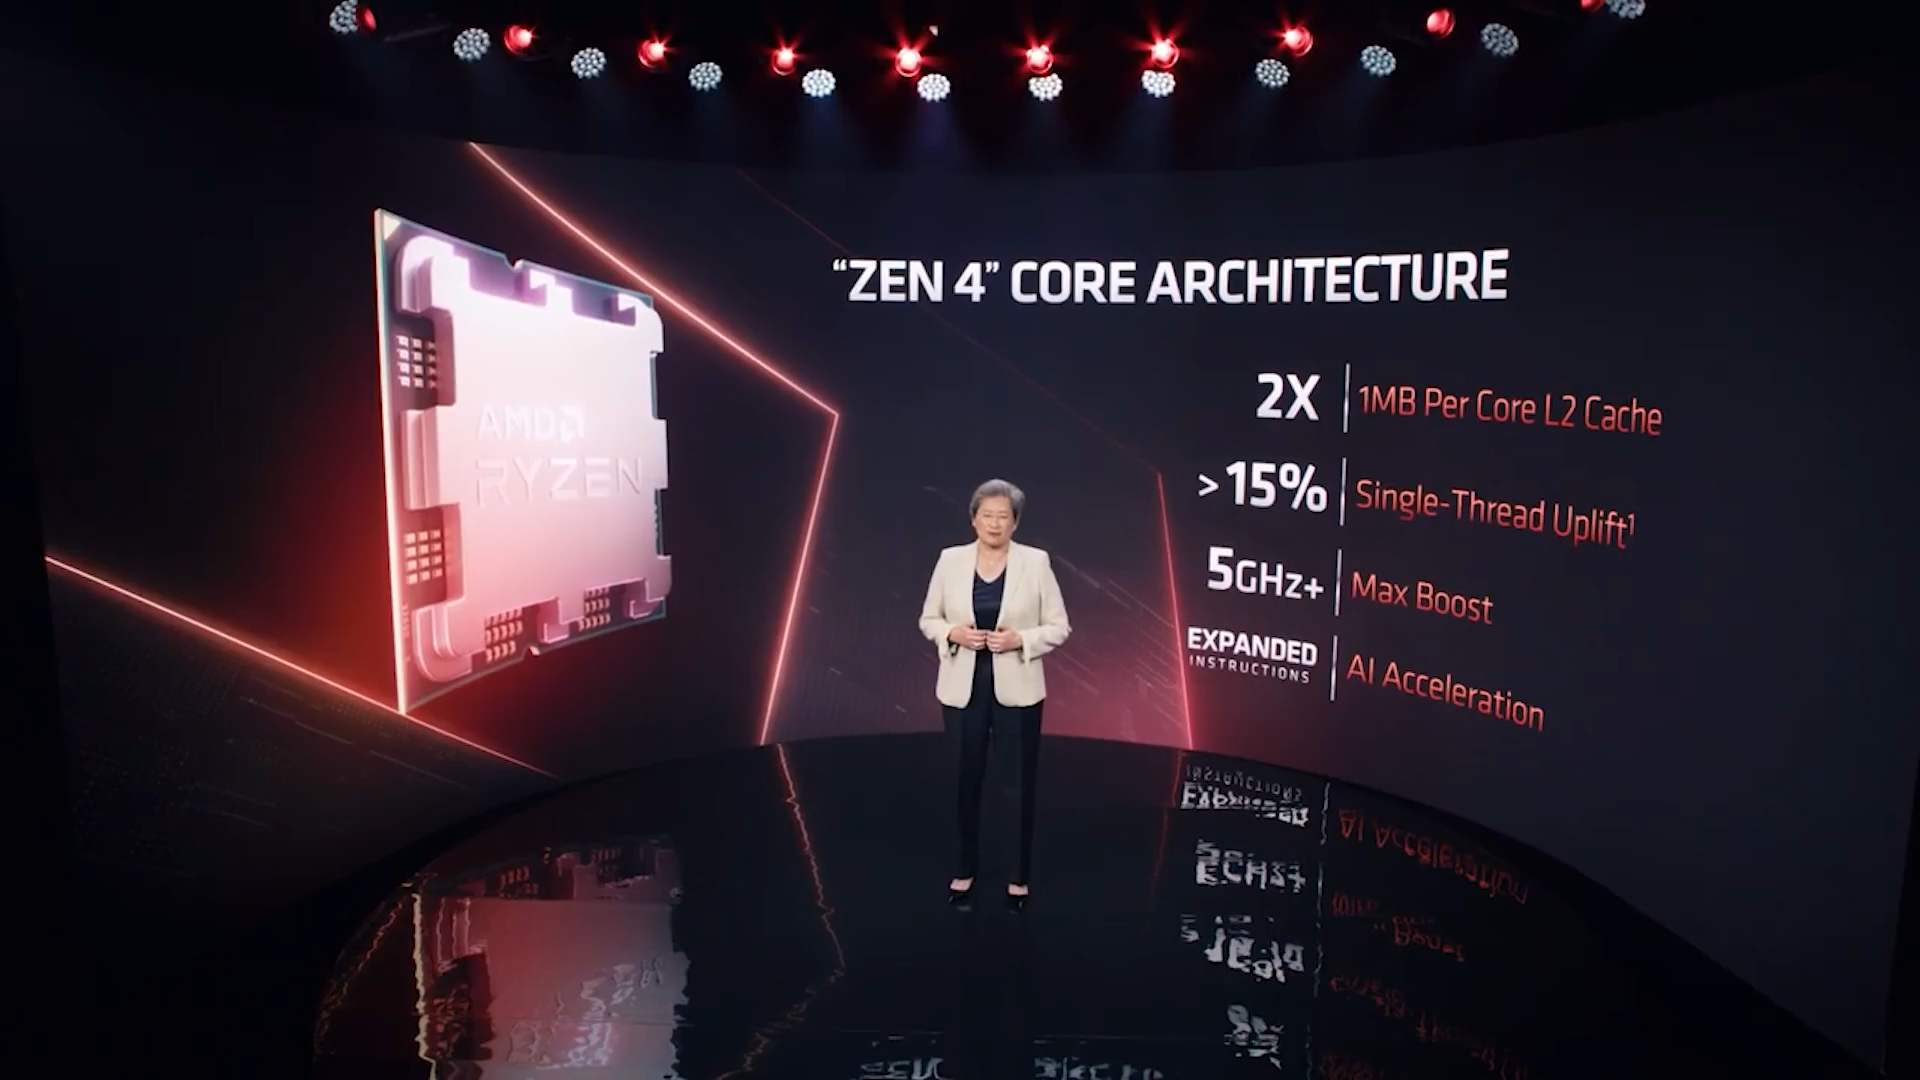 "ZEN 4" CORE ARCHITECTURE
2X 1MB Per Core L2 Cache
>15% Single-Thread Uplift¹
5GHz+ Max Boost
EXPANDED
INSTRUCTIONS
AI Acceleration
AMD
RYZEN